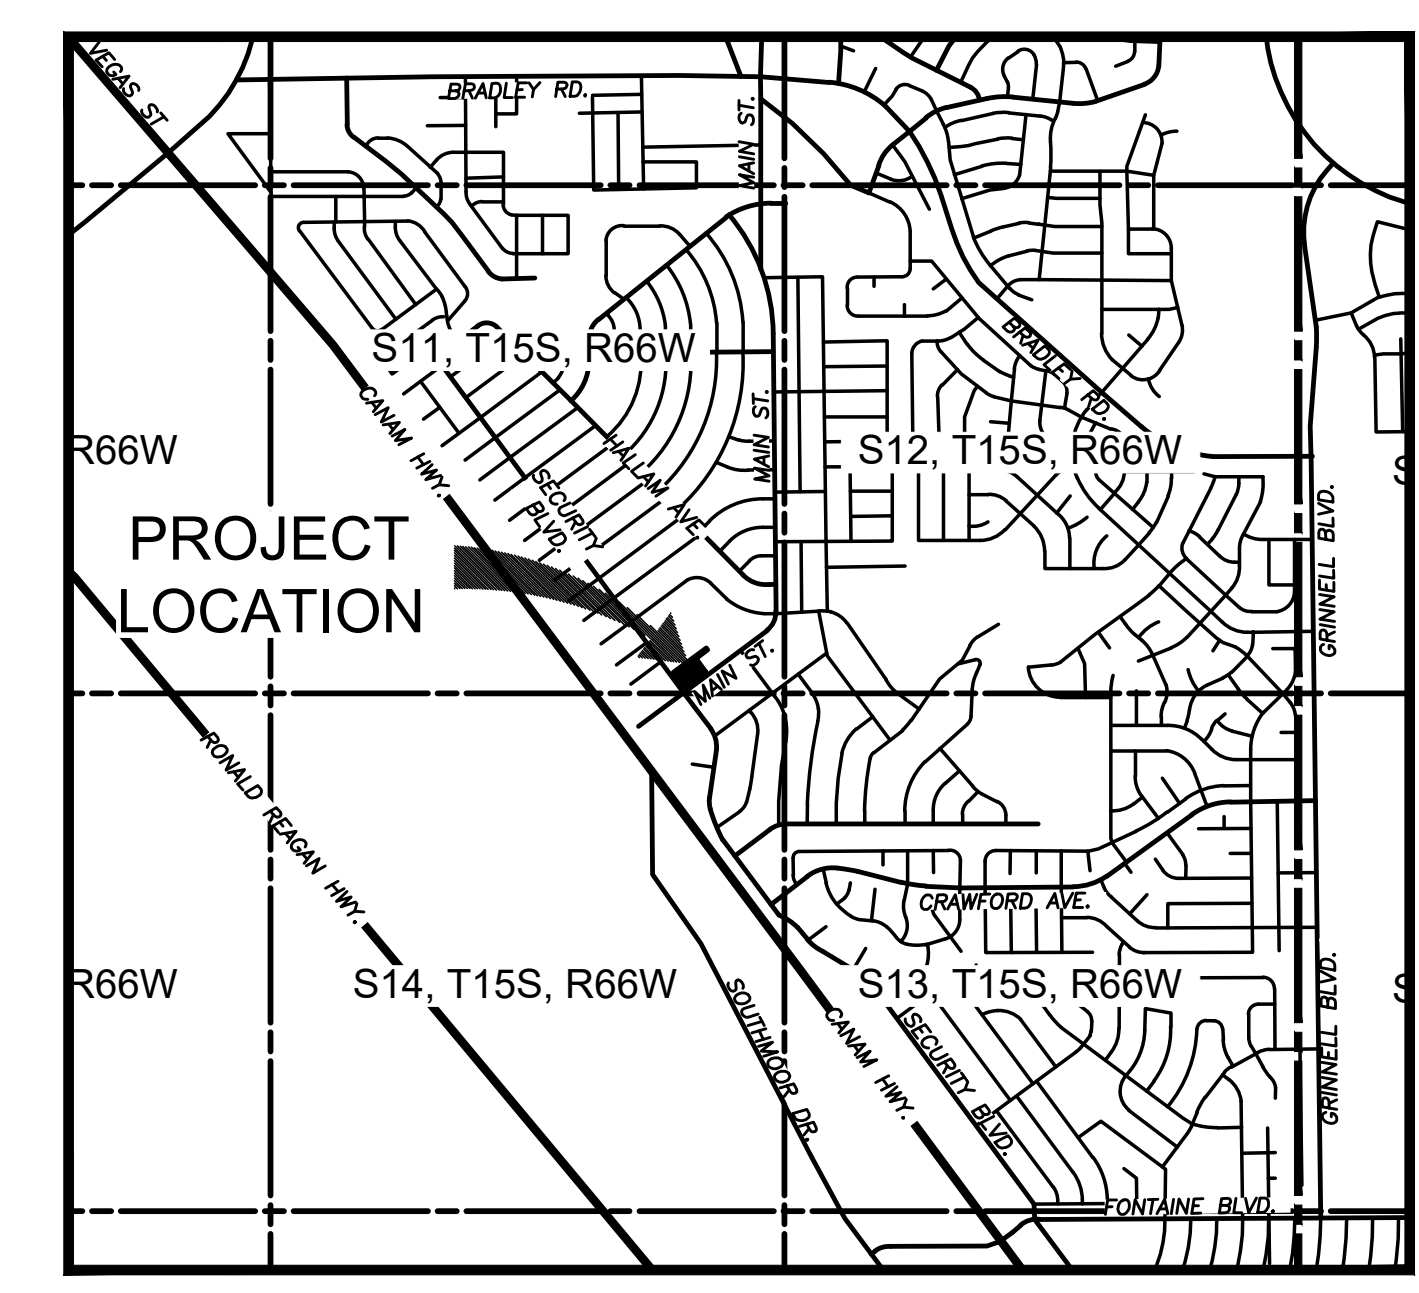 VEGAS ST
BRADLEY RD.
MAIN ST.
S11, T15S, R66W
BRADLEY RD.
CANAM HWY.
MAIN ST.
HALLAM AVE.
R66W
S12, T15S, R66W
S
SECURITY
BLVD.
PROJECT
LOCATION
GRINNELL BLVD.
MAIN ST.
RONALD REAGAN HWY.
CRAWFORD AVE.
R66W
S14, T15S, R66W
S13, T15S, R66W
S
SOUTHMOOR DR.
CANAM HWY.
SECURITY BLVD.
GRINNELL BLVD.
FONTAINE BLVD.